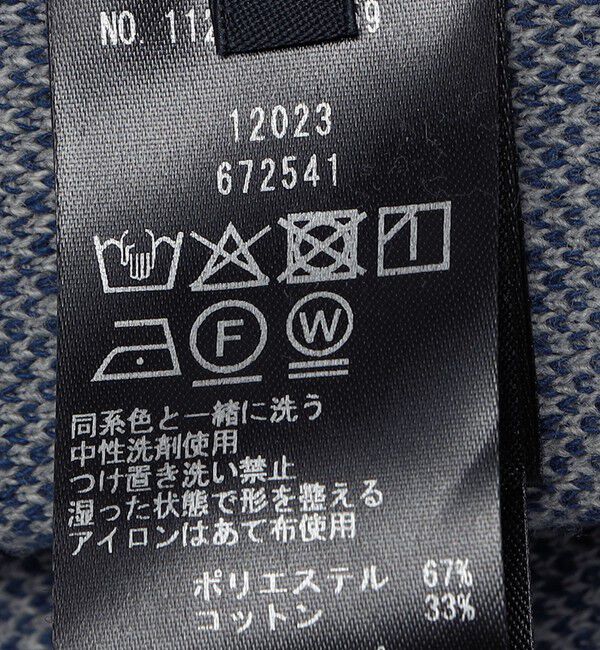 NO. 112 9
12023
672541
F W
同系色と一緒に洗う
中性洗剤使用
つけ置き洗い禁止
湿った状態で形を整える
アイロンはあて布使用
ポリエステル 67%
コットン 33%